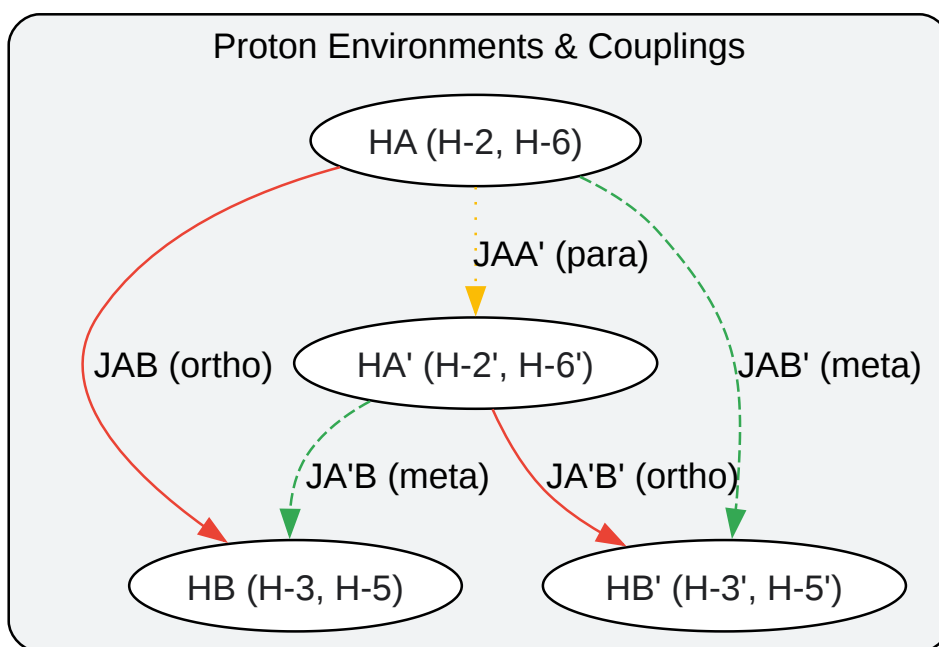 Proton Environments & Couplings
HA (H-2, H-6)
JAA' (para)
JAB (ortho)
HA' (H-2', H-6')
JAB' (meta)
JA'B (meta)
JA'B' (ortho)
HB (H-3, H-5)
HB' (H-3', H-5')